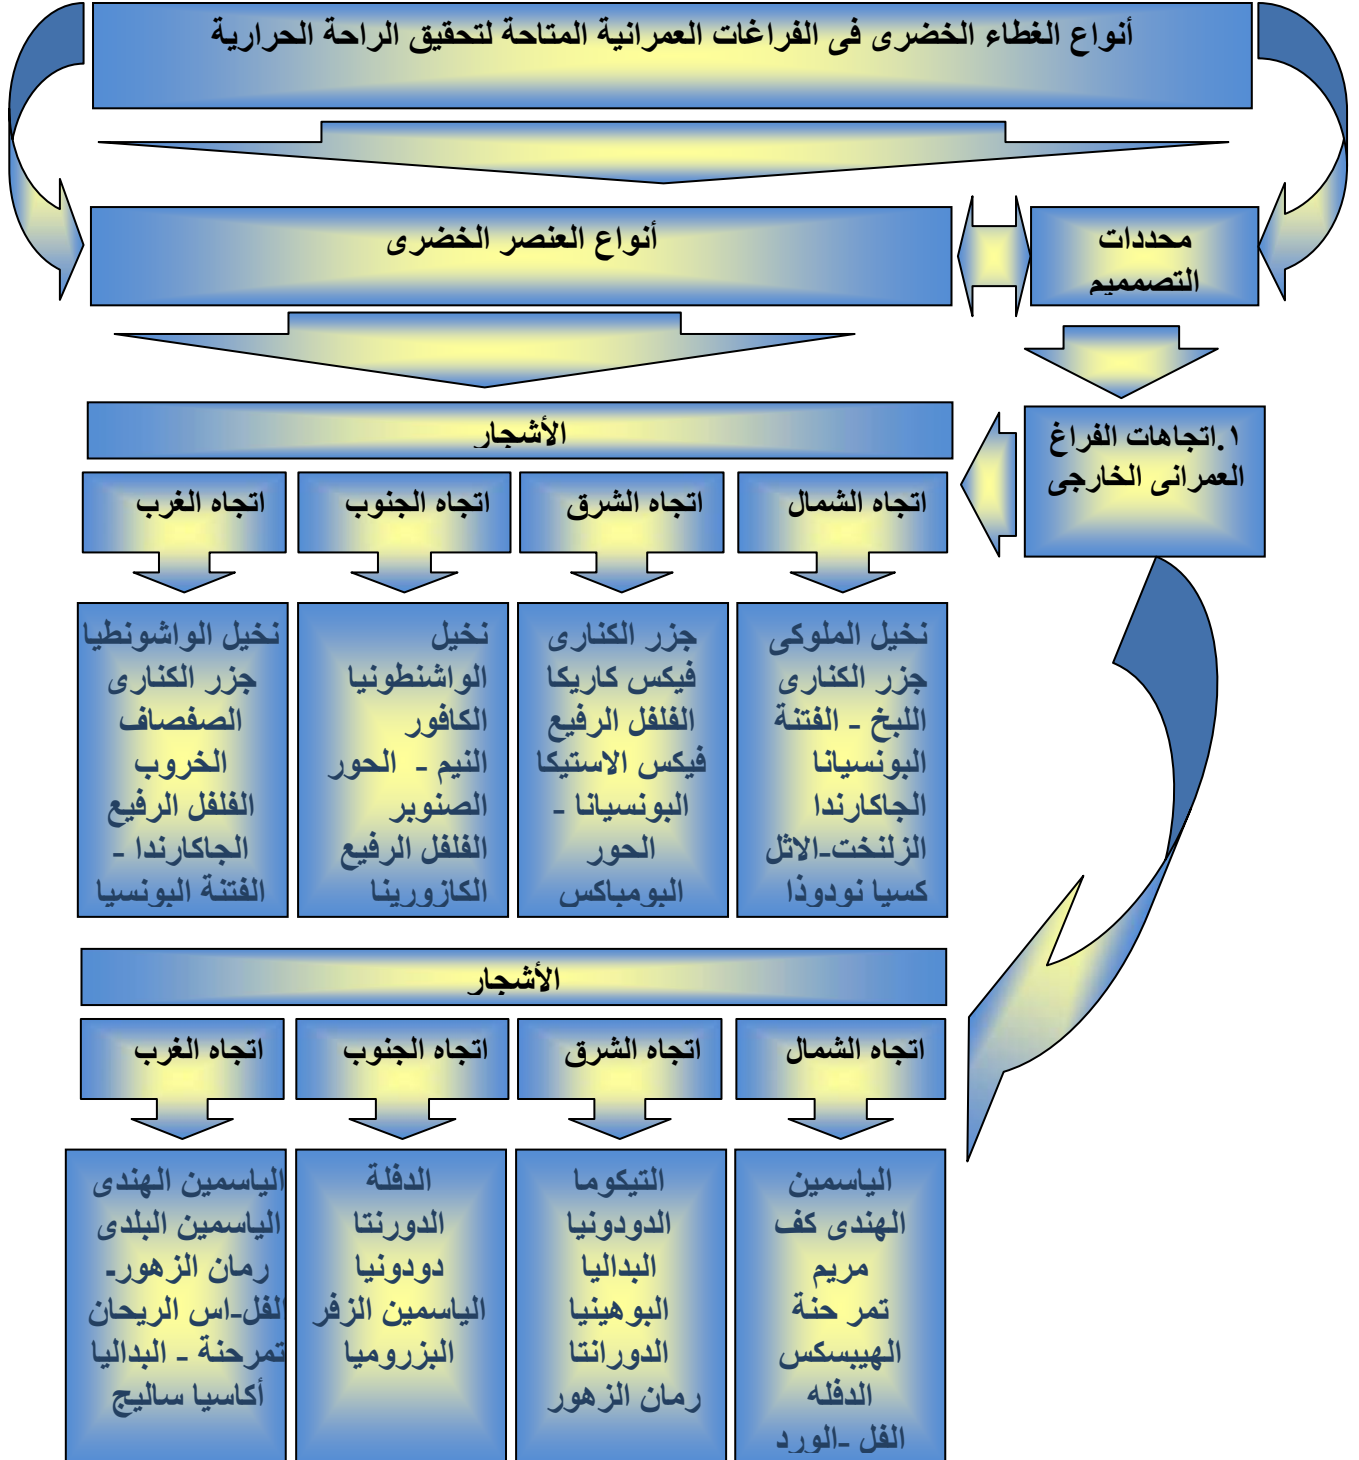 أنواع الغطاء الخضرى فى الفراغات العمرانية المتاحة لتحقيق الراحة الحرارية
محددات
التصمميم
أنواع العنصر الخضرى
١.اتجاهات الفراغ
العمرانى الخارجى
الأشجار
اتجاه الشمال
اتجاه الشرق
اتجاه الجنوب
اتجاه الغرب
نخيل الملوكى
جزر الكنارى
اللبخ - الفتنة
البونسيانا
الجاكارندا
الزلنخت-الاثل
كسيا نودوذا
جزر الكنارى
فيكس كاريكا
الفلفل الرفيع
فيكس الاستيكا
البونسيانا -
الحور
البومباكس
نخيل
الواشنطونيا
الكافور
النيم - الحور
الصنوبر
الفلفل الرفيع
الكازورينا
نخيل الواشونطيا
جزر الكنارى
الصفصاف
الخروب
الفلفل الرفيع
الجاكارندا -
الفتنة البونسيا
الأشجار
اتجاه الشمال
اتجاه الشرق
اتجاه الجنوب
اتجاه الغرب
الياسمين
الهندى كف
مريم
تمر حنة
الهيبسكس
الدفله
الفل -الورد
التيكوما
الدودونيا
البداليا
البوهينيا
الدورانتا
رمان الزهور
الدفلة
الدورنتا
دودونيا
الياسمين الزفر
البزروميا
الياسمين الهندى
الياسمين البلدى
رمان الزهور-
الفل-اس الريحان
تمرحنة - البداليا
أكاسيا ساليج